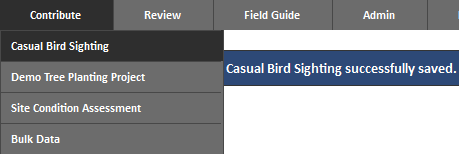 Contribute Review Field Guide Admin
Casual Bird Sighting
Casual Bird Sighting successfully saved.
Demo Tree Planting Project
Site Condition Assessment
Bulk Data